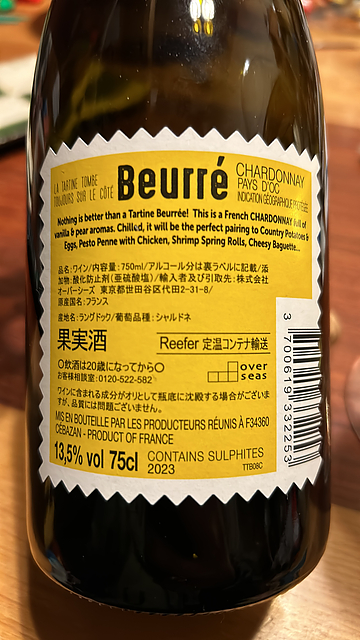 LA TARTINE TOMBE
TOUJOURS SUR LE CÔTÉ
Beurré
CHARDONNAY
PAYS D'OC
INDICATION GÉOGRAPHIQUE PROTÉGÉE
Nothing is better than a Tartine Beurrée! This is a French CHARDONNAY full of
vanilla & pear aromas. Chilled, it will be the perfect pairing to Country Potatoes &
Eggs, Pesto Penne with Chicken, Shrimp Spring Rolls, Cheesy Baguette...
品名:ワイン/内容量:750ml/アルコール分は裏ラベルに記載/添
加物:酸化防止剤(亜硫酸塩)/輸入者及び引取先:株式会社
オーバーシーズ 東京都世田谷区代田2-31-8/
原産国名:フランス
産地名:ラングドック/葡萄品種:シャルドネ
果実酒
Reefer 定温コンテナ輸送
〇飲酒は20歳になってから〇
お客様相談室:0120-522-582
over
seas
ワインに含まれる成分がオリとして瓶底に沈殿する場合がございま
すが、品質には問題ございません。
MIS EN BOUTEILLE PAR LES PRODUCTEURS RÉUNIS À F34360
CÉBAZAN - PRODUCT OF FRANCE
13,5% vol 75cl
CONTAINS SULPHITES
2023
TTB08C
3 700619 332253